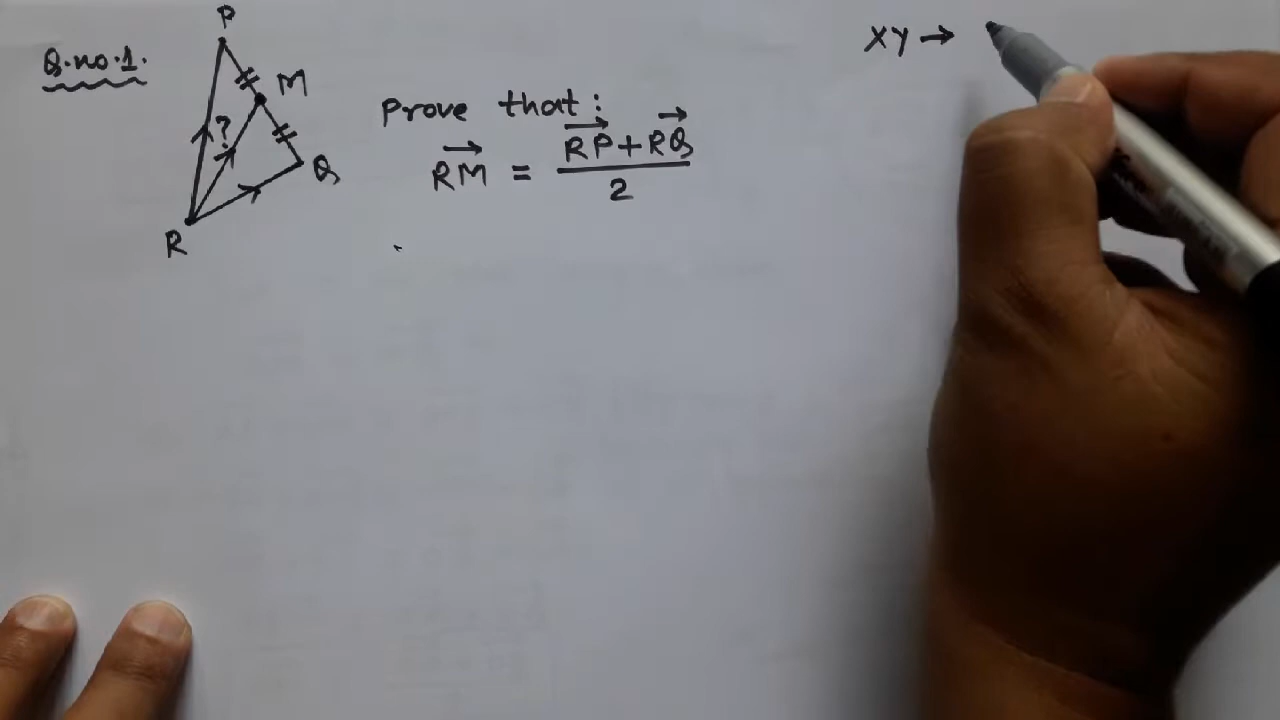 Q.no.1.
P
M
?
Q
R
Prove that:
RM = RP + RQ
2
XY →